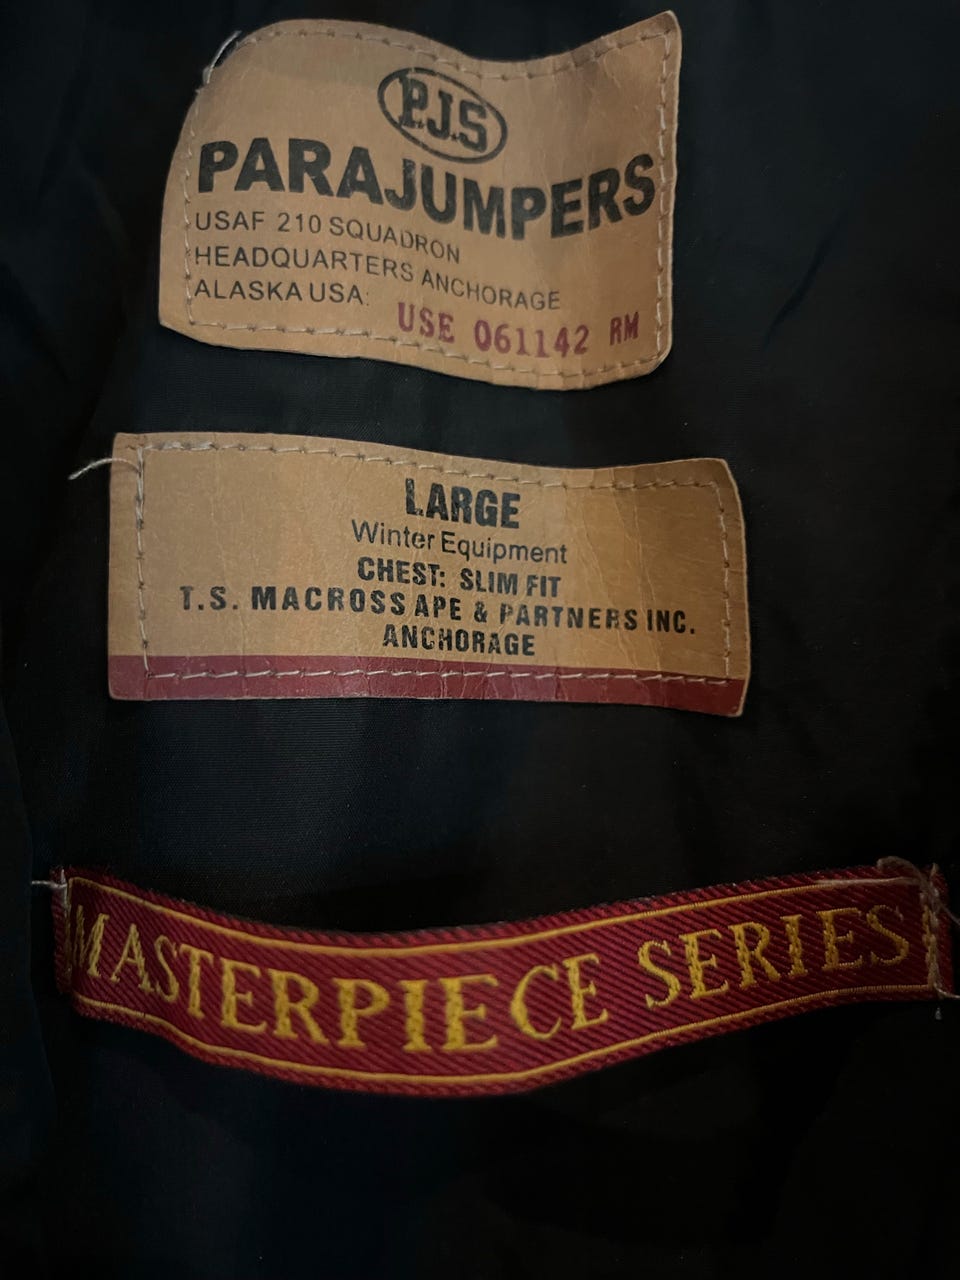 P.J.S
PARAJUMPERS
USAF 210 SQUADRON
HEADQUARTERS ANCHORAGE
ALASKA USA:
USE 061142 RM
LARGE
Winter Equipment
CHEST: SLIM FIT
T.S. MACROSS APE & PARTNERS INC.
ANCHORAGE
MASTERPIECE SERIES